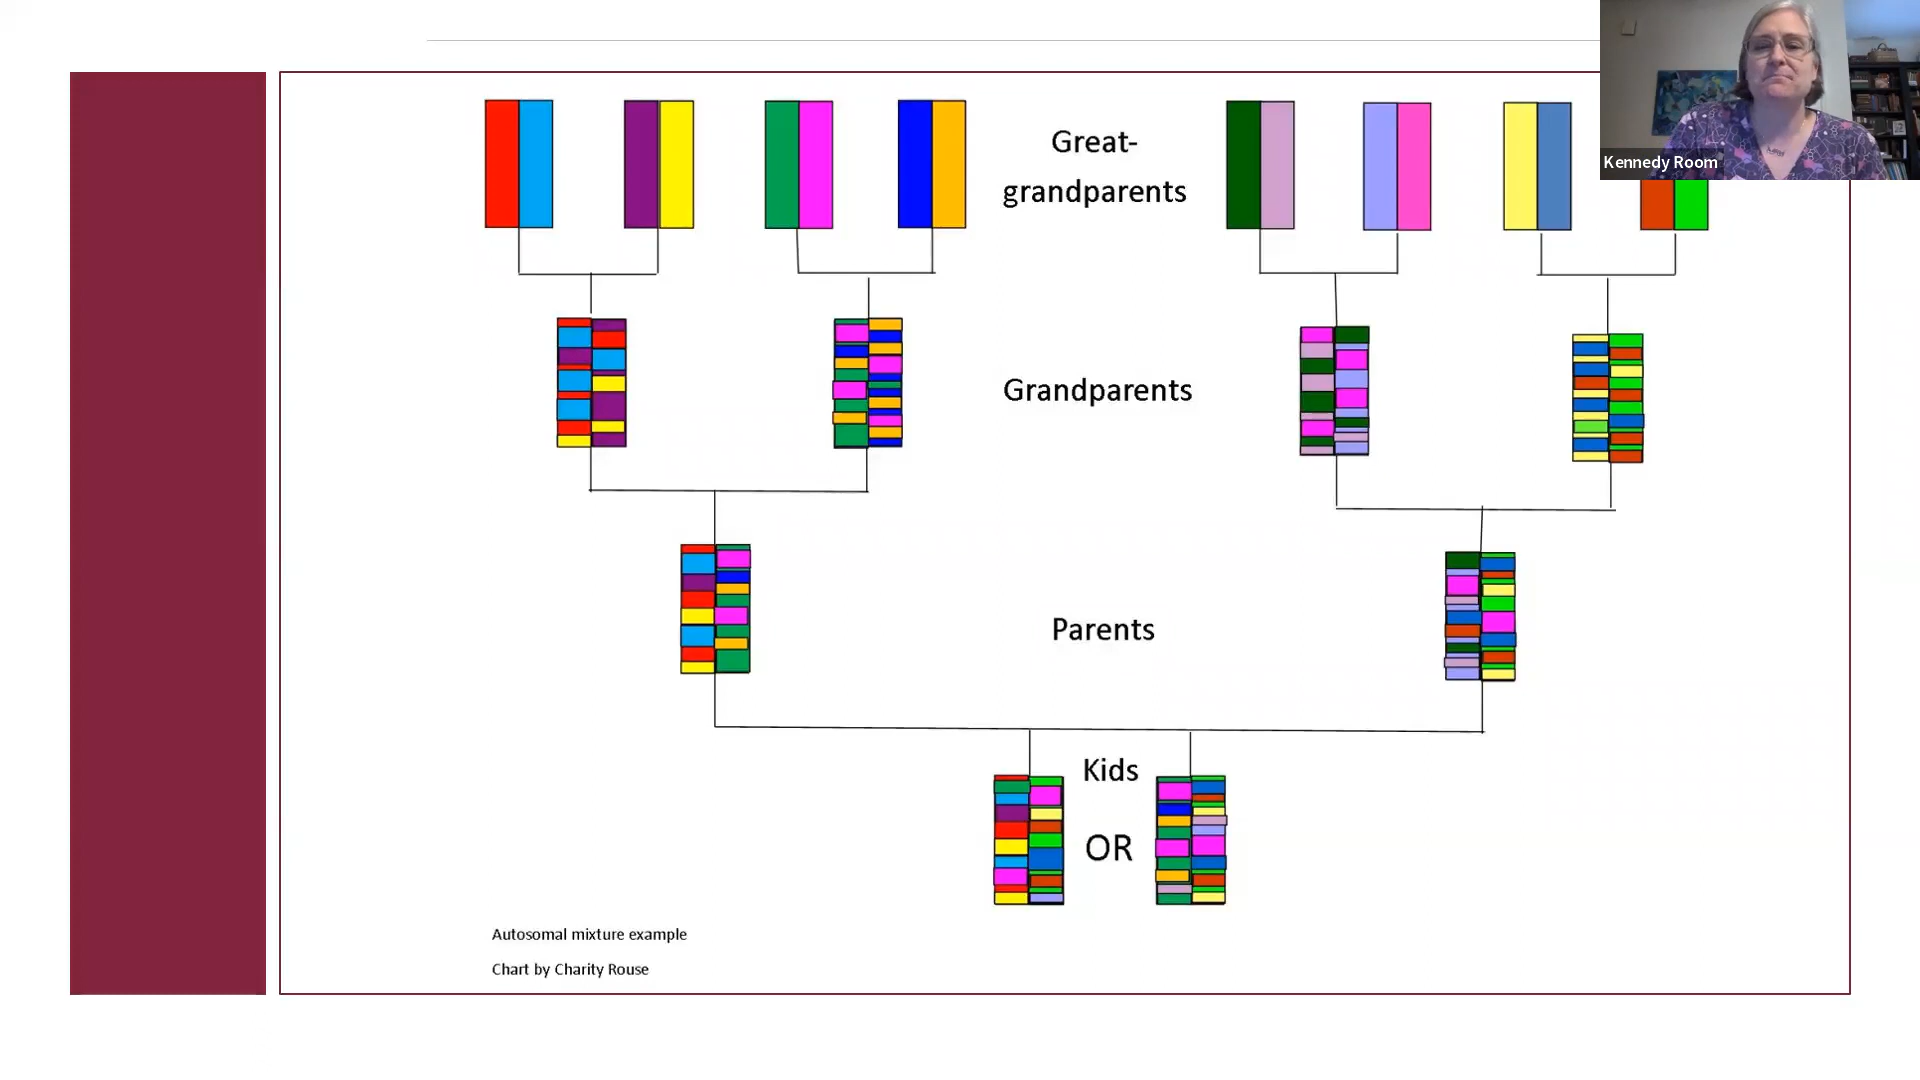 Great-
grandparents
Kennedy Room
Grandparents
Parents
Kids
OR
Autosomal mixture example
Chart by Charity Rouse